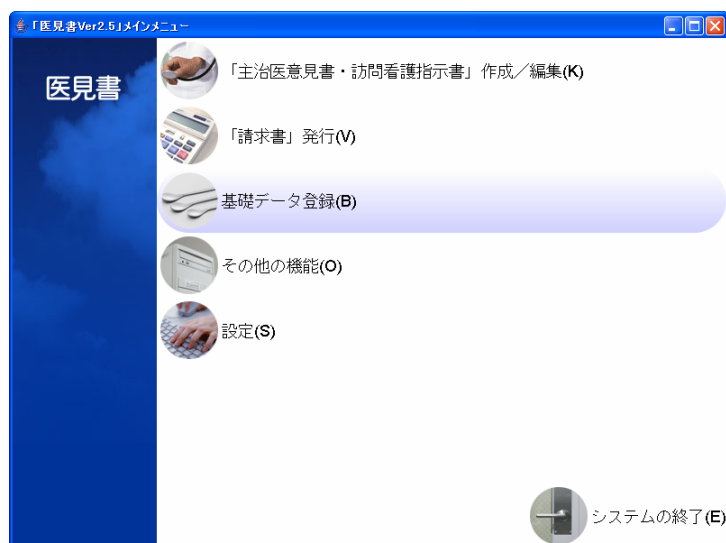 「医見書Ver2.5」メインメニュー
医見書
「主治医意見書・訪問看護指示書」作成／編集(K)
「請求書」発行(V)
基礎データ登録(B)
その他の機能(O)
設定(S)
システムの終了(E)